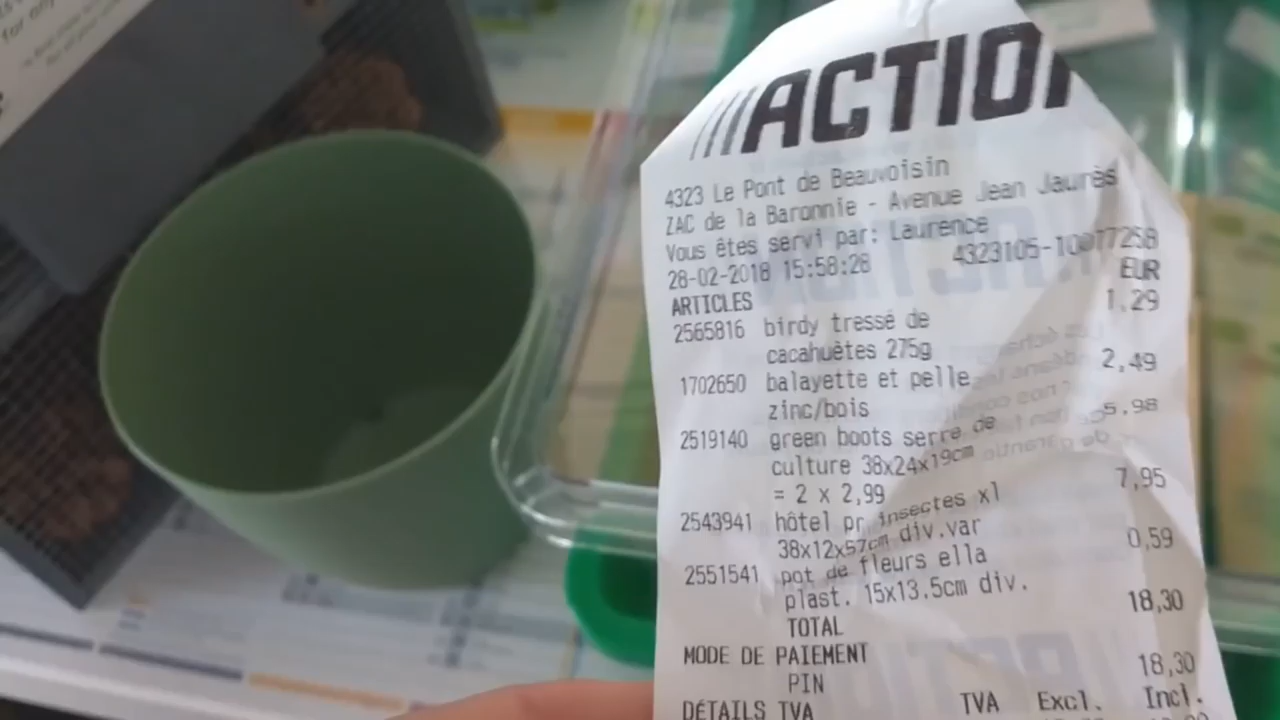 ACTION
4323 Le Pont de Beauvoisin
ZAC de la Baronnie - Avenue Jean Jaurès
Vous êtes servi par: Laurence
28-02-2018 15:58:28 4323105-10077258
EUR
ARTICLES
2565816 birdy tressé de 1,29
cacahuètes 275g
1702650 balayette et pelle 2,49
zinc/bois
2519140 green boots serre de 5,98
culture 38x24x19cm
= 2 x 2,99
2543941 hôtel pr insectes xl 7,95
38x12x57cm div.var
2551541 pot de fleurs ella 0,59
plast. 15x13.5cm div.
TOTAL 18,30
MODE DE PAIEMENT
PIN 18,30
DÉTAILS TVA TVA Excl. Incl.